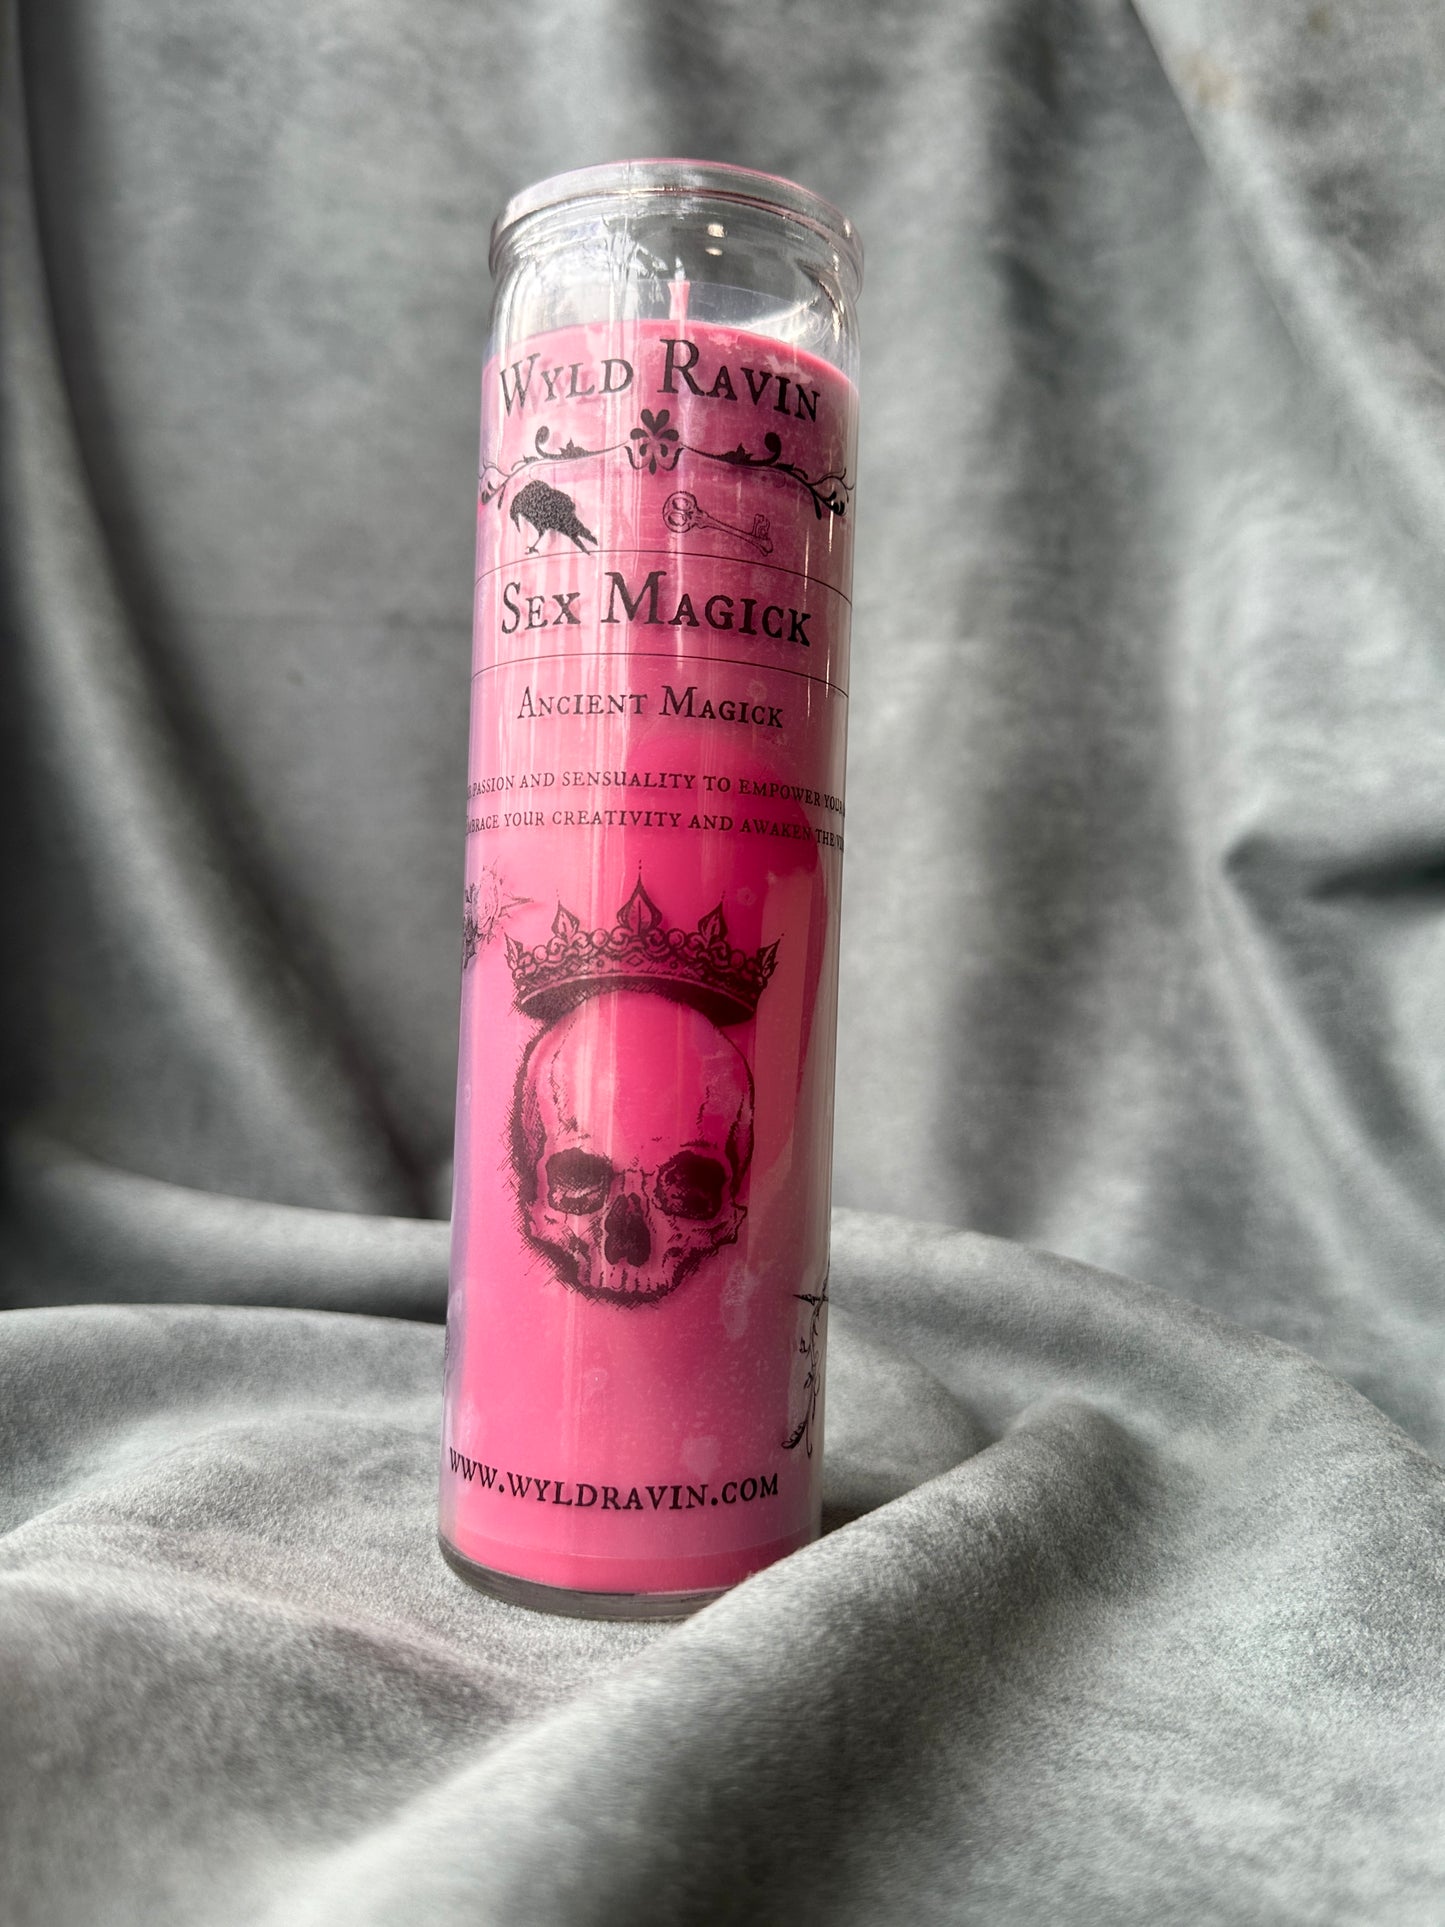 Wyld Ravin
Sex Magick
Ancient Magick
passion and sensuality to empower your
embrace your creativity and awaken the
www.wyldravin.com